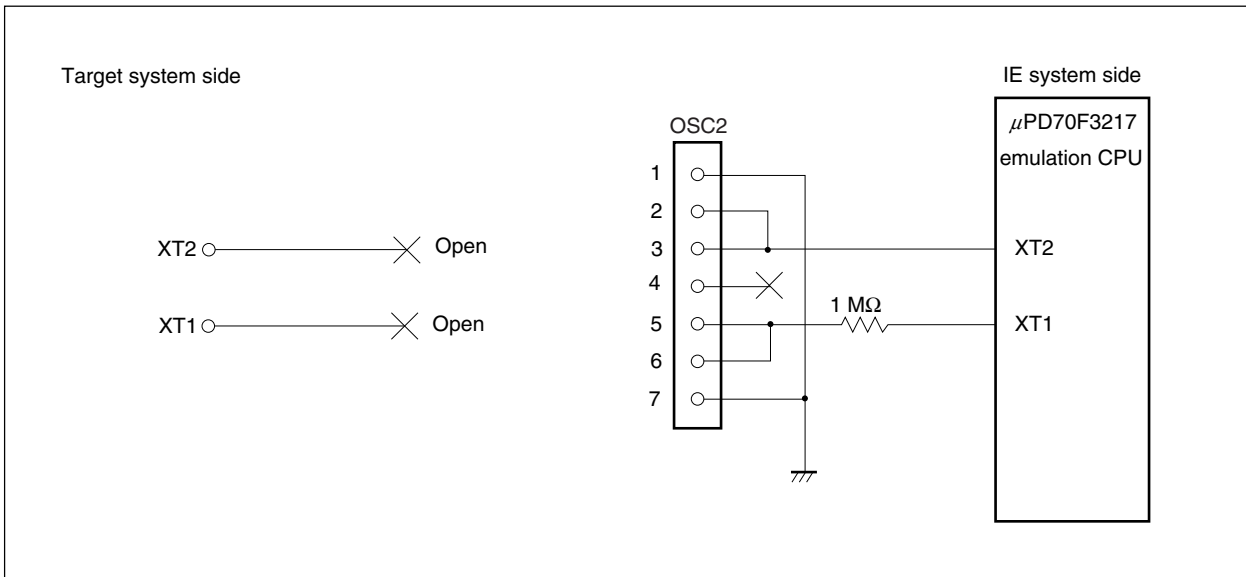 Target system side
IE system side
OSC2
μPD70F3217
emulation CPU
1
2
XT2 Open
3
XT2
4
1 MΩ
XT1 Open
5
XT1
6
7